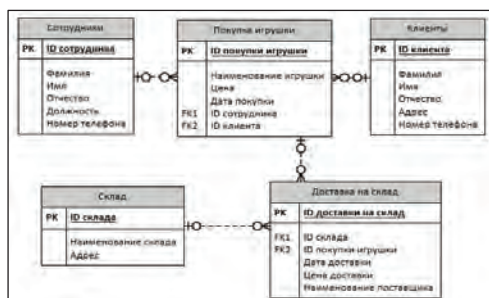 Сотрудники
PK ID сотрудника
Фамилия
Имя
Отчество
Должность
Номер телефона
Покупка игрушки
PK ID покупки игрушки
Наименование игрушки
Цена
Дата покупки
FK1 ID сотрудника
FK2 ID клиента
Клиенты
PK ID клиента
Фамилия
Имя
Отчество
Адрес
Номер телефона
Склад
PK ID склада
Наименование склада
Адрес
Доставка на склад
PK ID доставки на склад
FK1 ID склада
FK2 ID покупки игрушки
Дата доставки
Цена доставки
Наименование поставщика